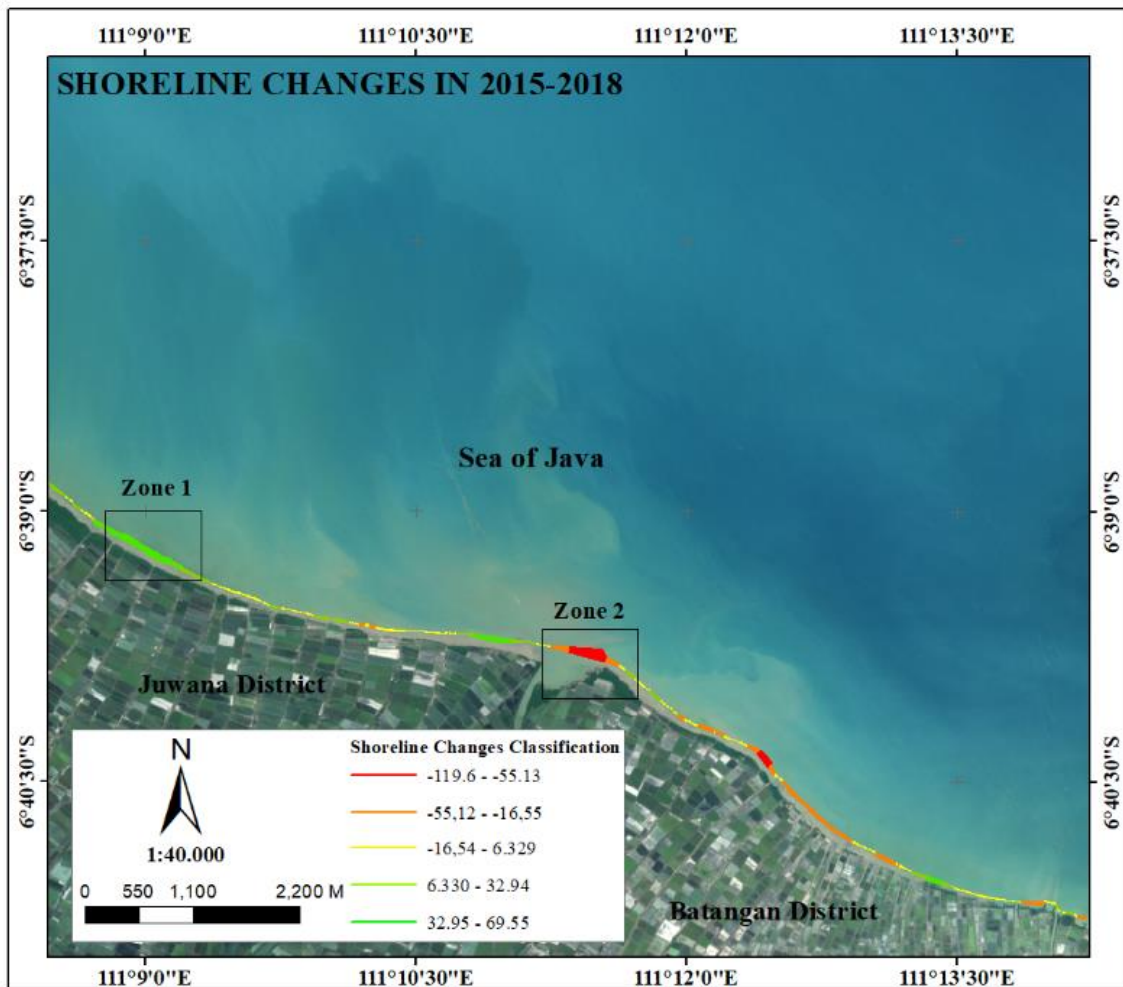 111°9'0"E 111°10'30"E 111°12'0"E 111°13'30"E
SHORELINE CHANGES IN 2015-2018
6°37'30"S 6°37'30"S
Sea of Java
Zone 1
6°39'0"S 6°39'0"S
Zone 2
Juwana District
N
1:40.000
0 550 1,100 2,200 M
Shoreline Changes Classification
-119.6 - -55.13
-55,12 - -16,55
-16,54 - 6.329
6.330 - 32.94
32.95 - 69.55
6°40'30"S 6°40'30"S
Batangan District
111°9'0"E 111°10'30"E 111°12'0"E 111°13'30"E